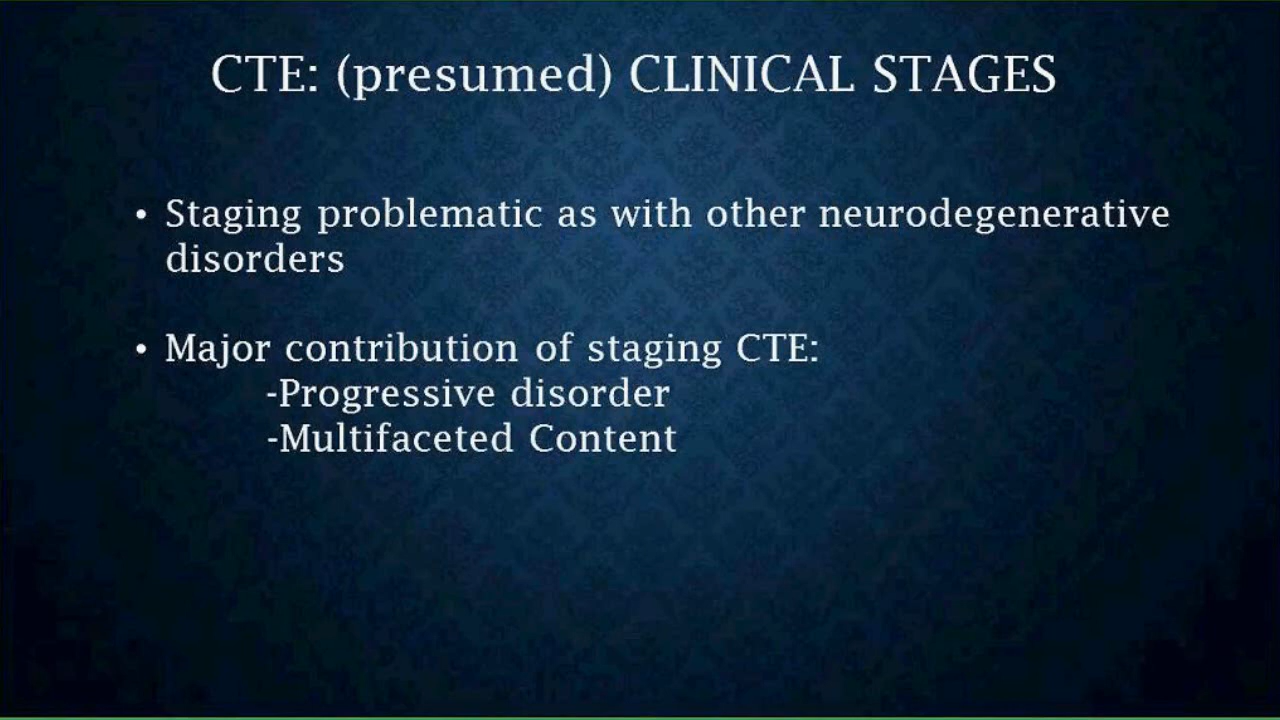 CTE: (presumed) CLINICAL STAGES
• Staging problematic as with other neurodegenerative
disorders
• Major contribution of staging CTE:
-Progressive disorder
-Multifaceted Content